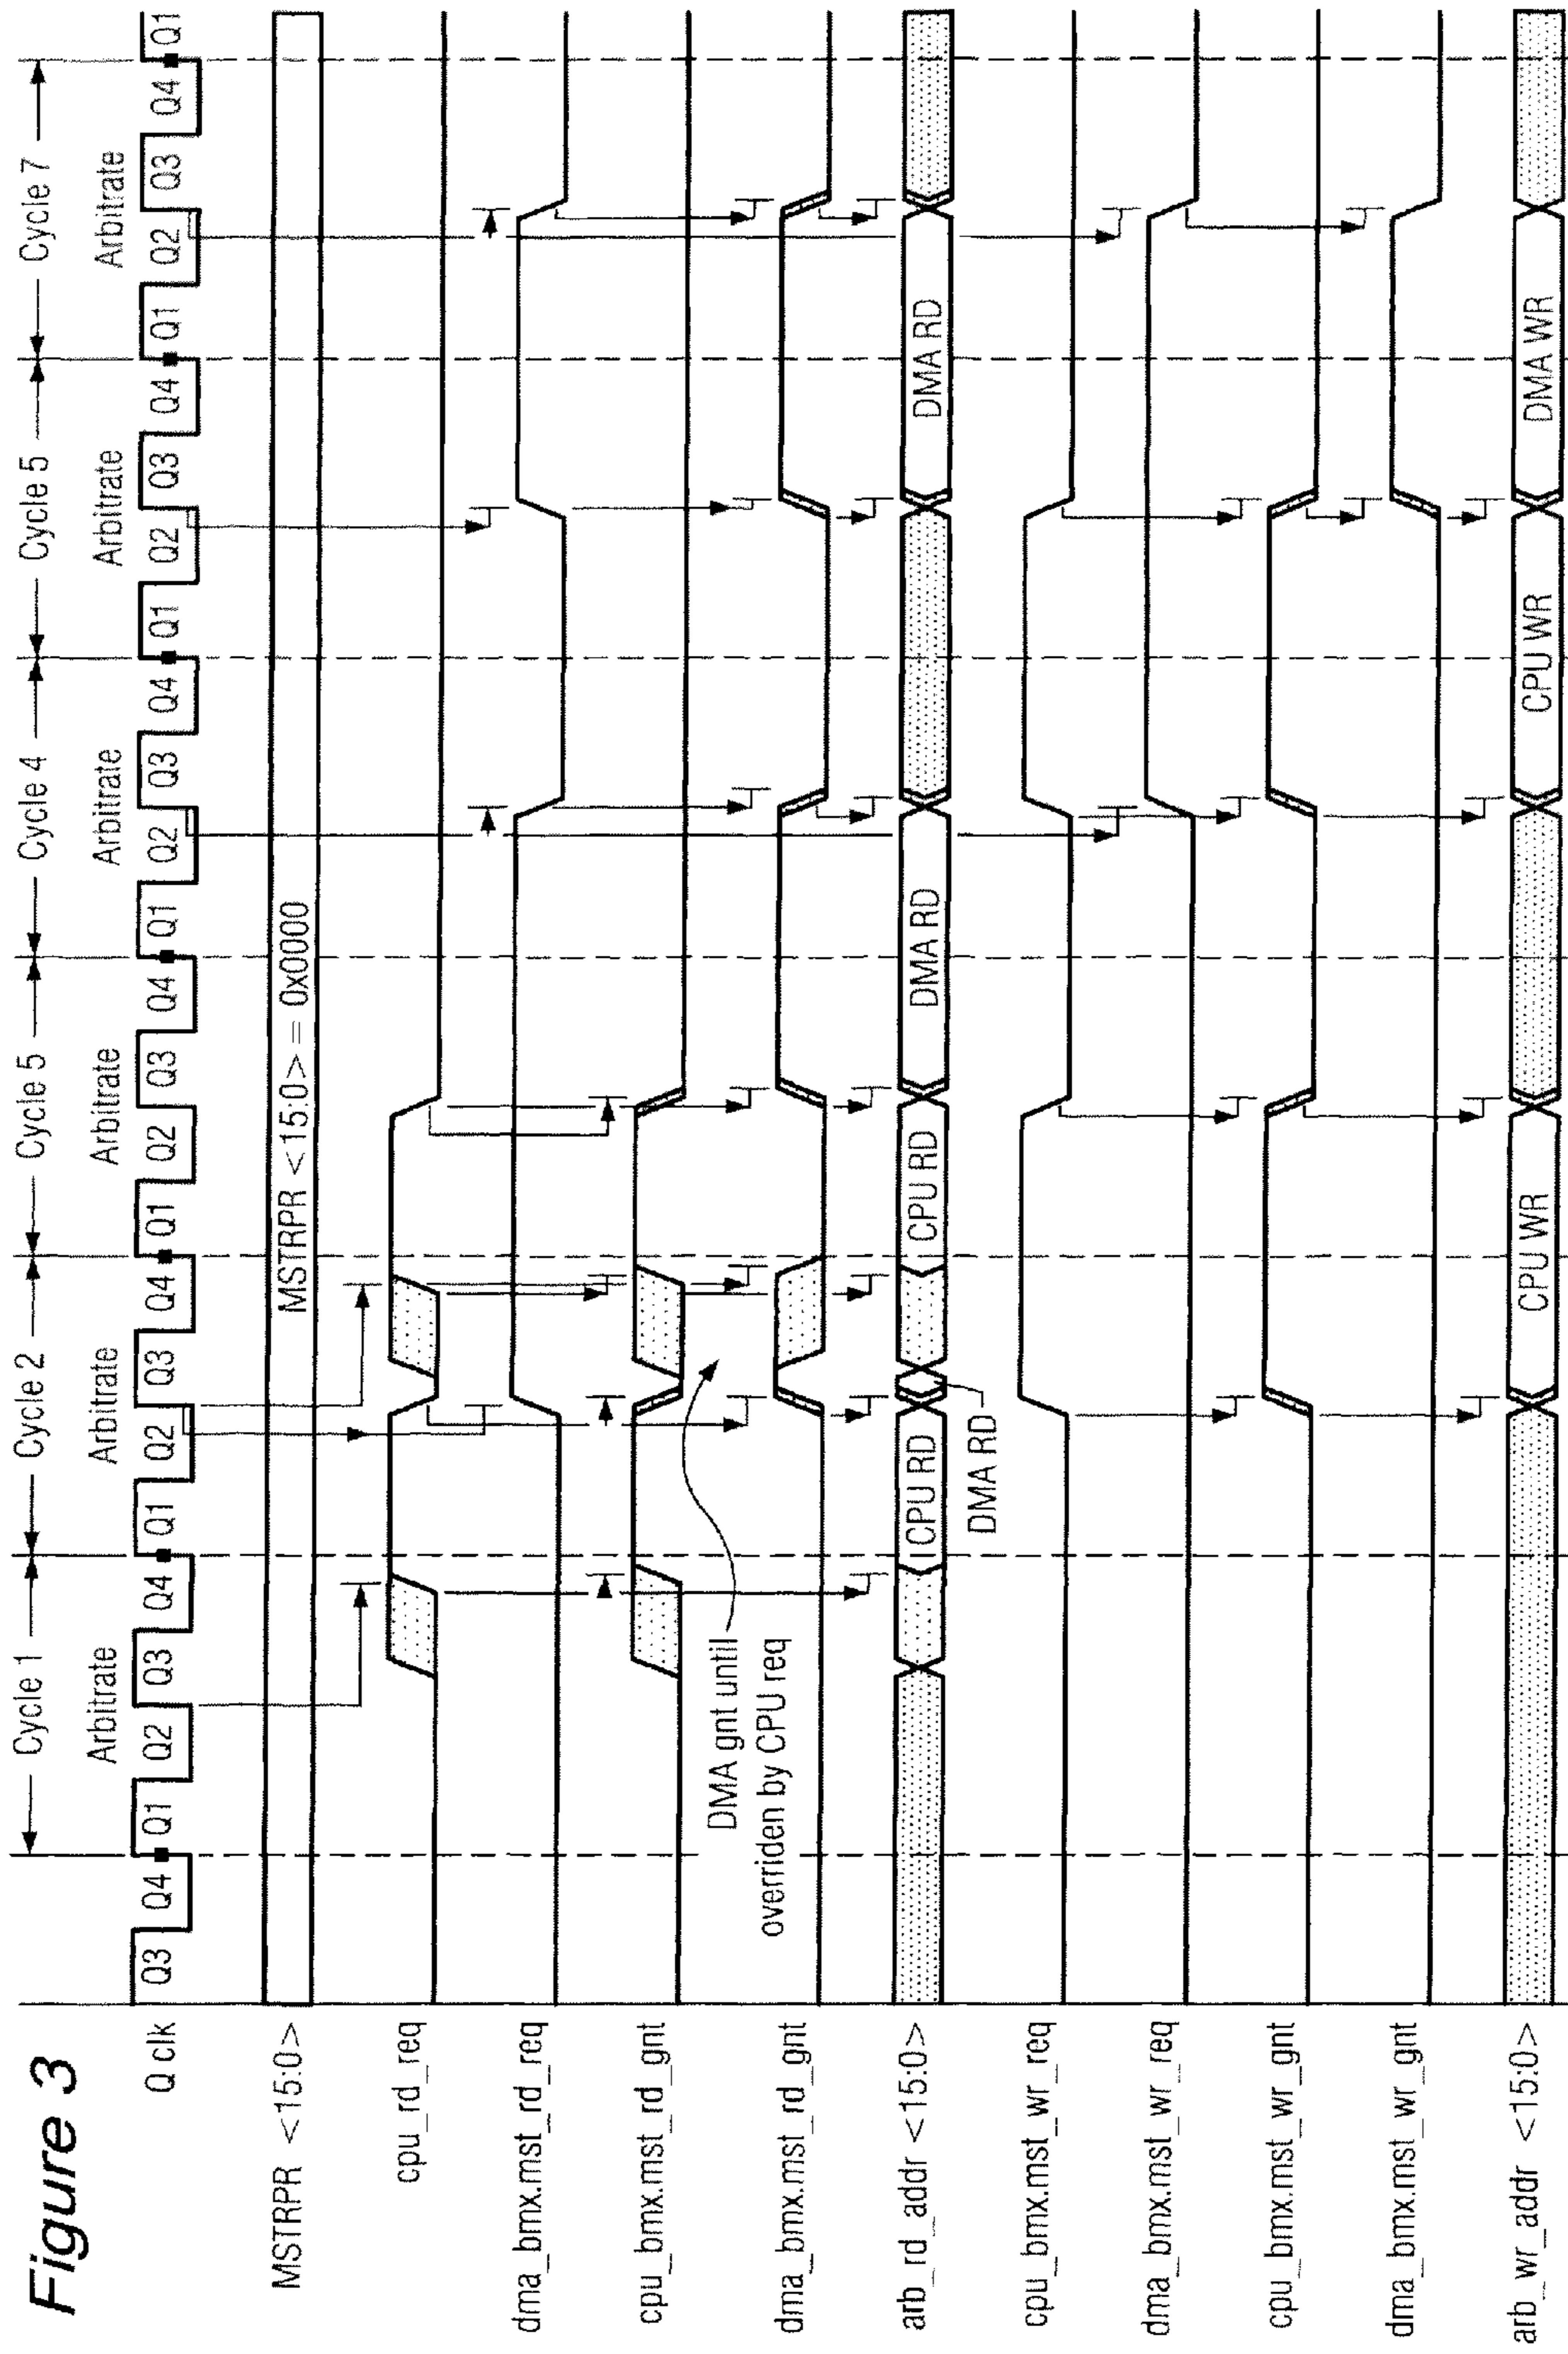 Figure 3
Cycle 1 Cycle 2 Cycle 5 Cycle 4 Cycle 5 Cycle 7
Arbitrate Arbitrate Arbitrate Arbitrate Arbitrate Arbitrate
Q clk Q3 Q4 Q1 Q2 Q3 Q4 Q1 Q2 Q3 Q4 Q1 Q2 Q3 Q4 Q1 Q2 Q3 Q4 Q1 Q2 Q3 Q4 Q1 Q2 Q3 Q4 Q1
MSTRPR <15:0> MSTRPR <15:0> = 0x0000
cpu_rd_req
dma_bmx.mst_rd_req
cpu_bmx.mst_rd_gnt
DMA gnt until
overriden by CPU req
dma_bmx.mst_rd_gnt
arb_rd_addr <15:0> CPU RD CPU RD DMA RD DMA RD
DMA RD
cpu_bmx.mst_wr_req
dma_bmx.mst_wr_req
cpu_bmx.mst_wr_gnt
dma_bmx.mst_wr_gnt
arb_wr_addr <15:0> CPU WR CPU WR DMA WR